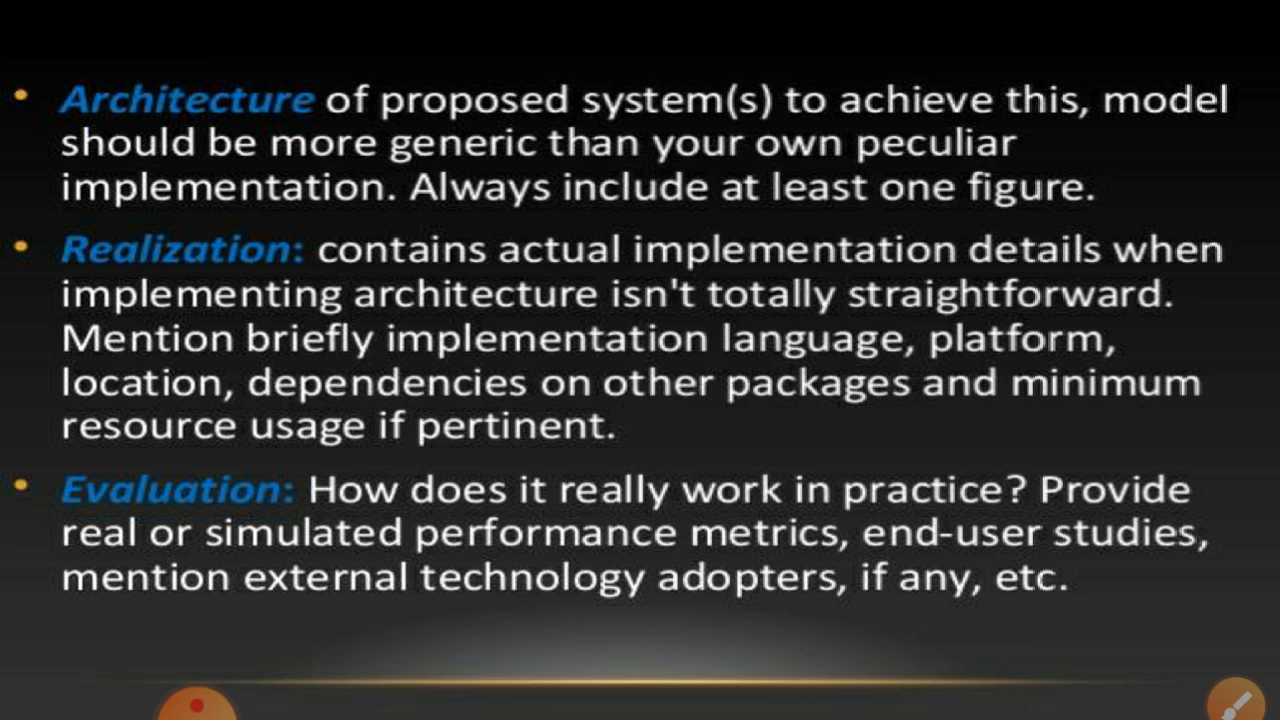 • Architecture of proposed system(s) to achieve this, model
should be more generic than your own peculiar
implementation. Always include at least one figure.
• Realization: contains actual implementation details when
implementing architecture isn't totally straightforward.
Mention briefly implementation language, platform,
location, dependencies on other packages and minimum
resource usage if pertinent.
• Evaluation: How does it really work in practice? Provide
real or simulated performance metrics, end-user studies,
mention external technology adopters, if any, etc.